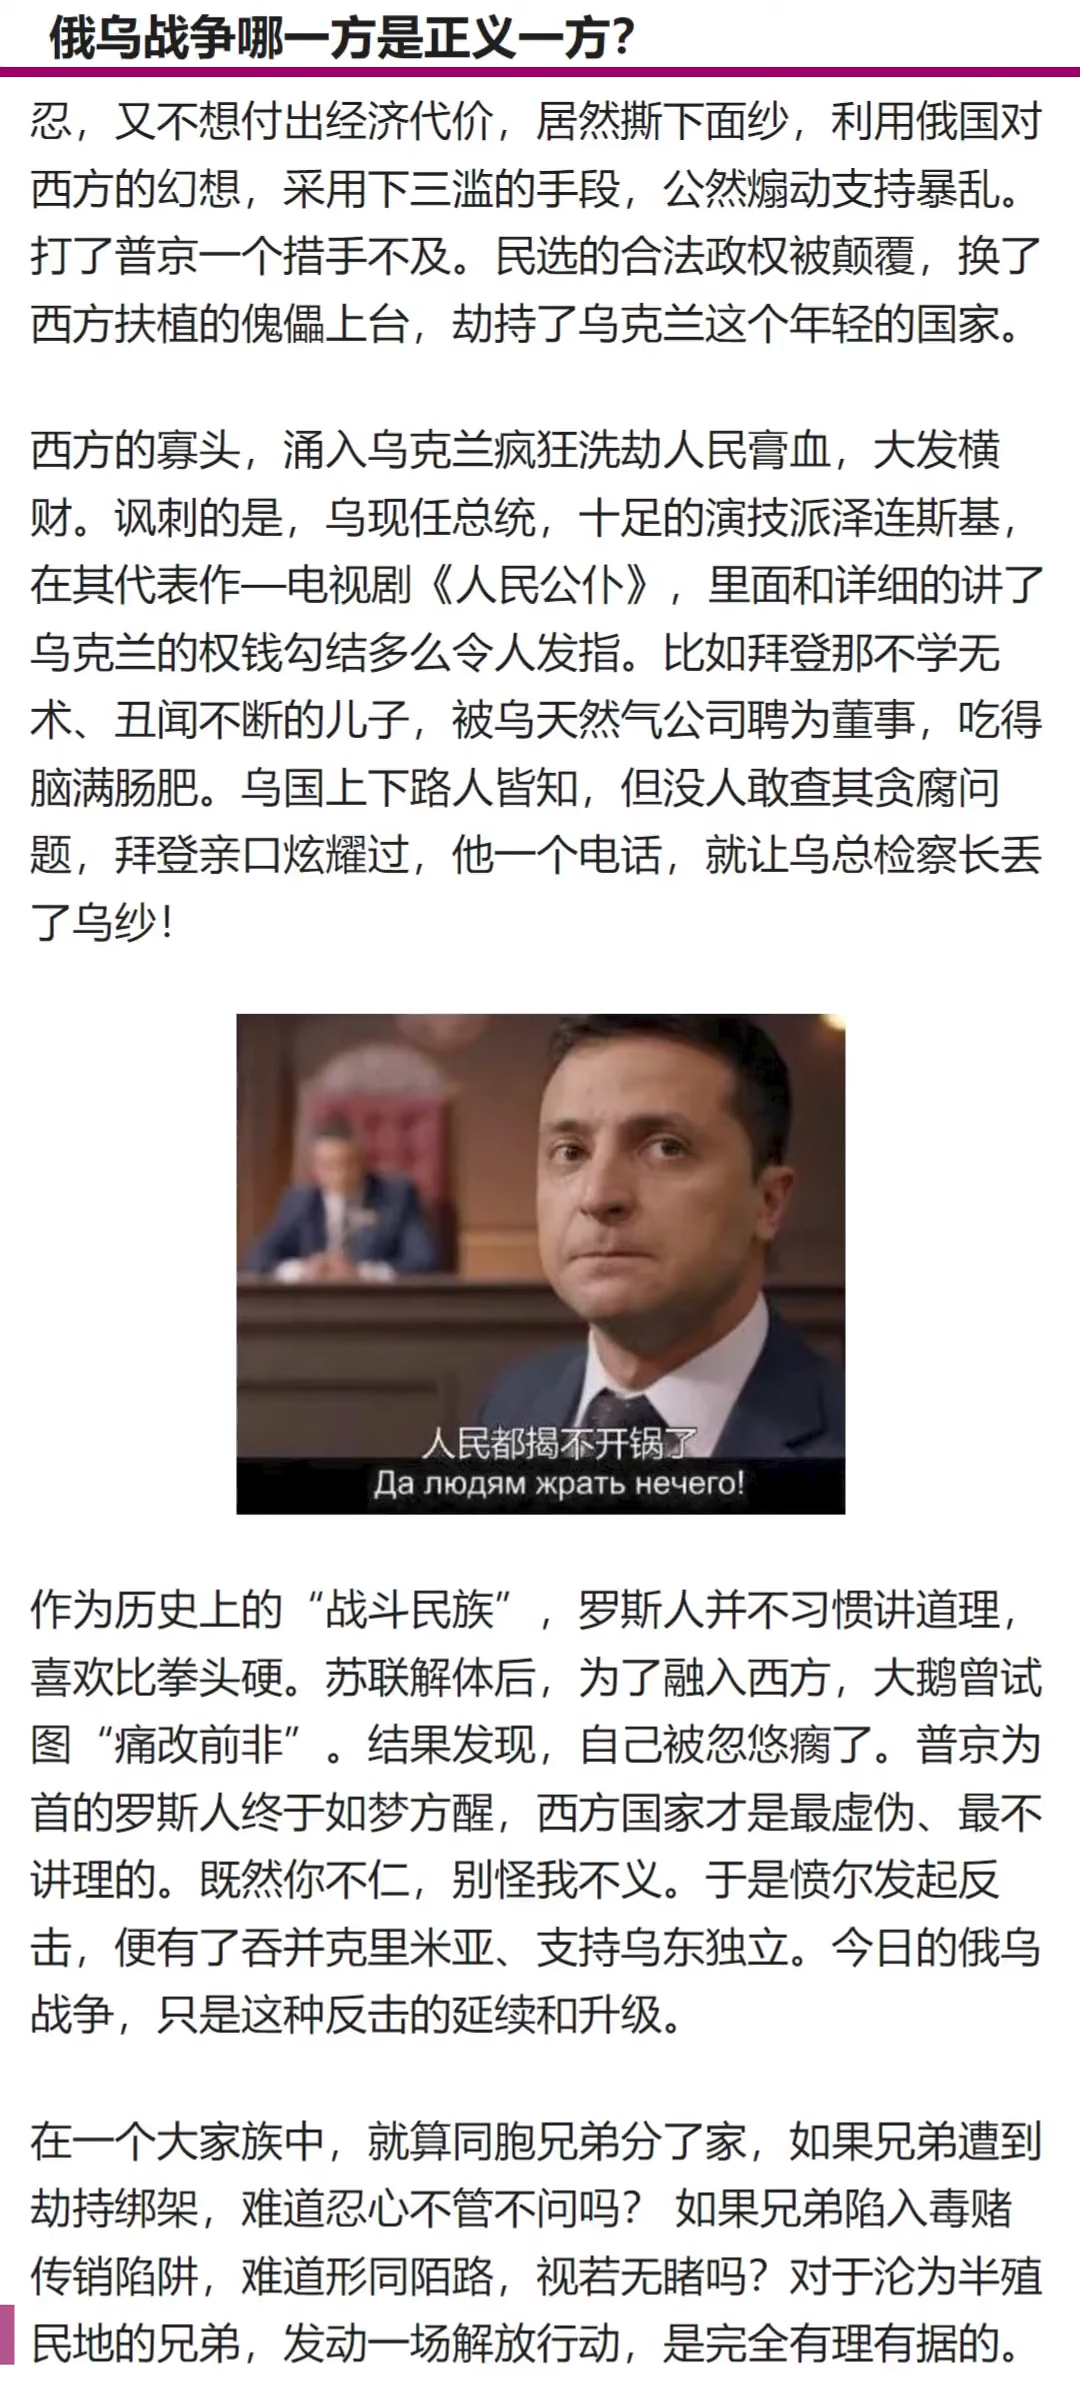 俄乌战争哪一方是正义一方？
忍，又不想付出经济代价，居然撕下面纱，利用俄国对
西方的幻想，采用下三滥的手段，公然煽动支持暴乱。
打了普京一个措手不及。民选的合法政权被颠覆，换了
西方扶植的傀儡上台，劫持了乌克兰这个年轻的国家。
西方的寡头，涌入乌克兰疯狂洗劫人民膏血，大发横
财。讽刺的是，乌现任总统，十足的演技派泽连斯基，
在其代表作—电视剧《人民公仆》，里面和详细的讲了
乌克兰的权钱勾结多么令人发指。比如拜登那不学无
术、丑闻不断的儿子，被乌天然气公司聘为董事，吃得
脑满肠肥。乌国上下路人皆知，但没人敢查其贪腐问
题，拜登亲口炫耀过，他一个电话，就让乌总检察长丢
了乌纱！
人民都揭不开锅了
Да людям жрать нечего!
作为历史上的“战斗民族”，罗斯人并不习惯讲道理，
喜欢比拳头硬。苏联解体后，为了融入西方，大鹅曾试
图“痛改前非”。结果发现，自己被忽悠瘸了。普京为
首的罗斯人终于如梦方醒，西方国家才是最虚伪、最不
讲理的。既然你不仁，别怪我不义。于是愤尔发起反
击，便有了吞并克里米亚、支持乌东独立。今日的俄乌
战争，只是这种反击的延续和升级。
在一个大家族中，就算同胞兄弟分了家，如果兄弟遭到
劫持绑架，难道忍心不管不问吗？ 如果兄弟陷入毒赌
传销陷阱，难道形同陌路，视若无睹吗？对于沦为半殖
民地的兄弟，发动一场解放行动，是完全有理有据的。